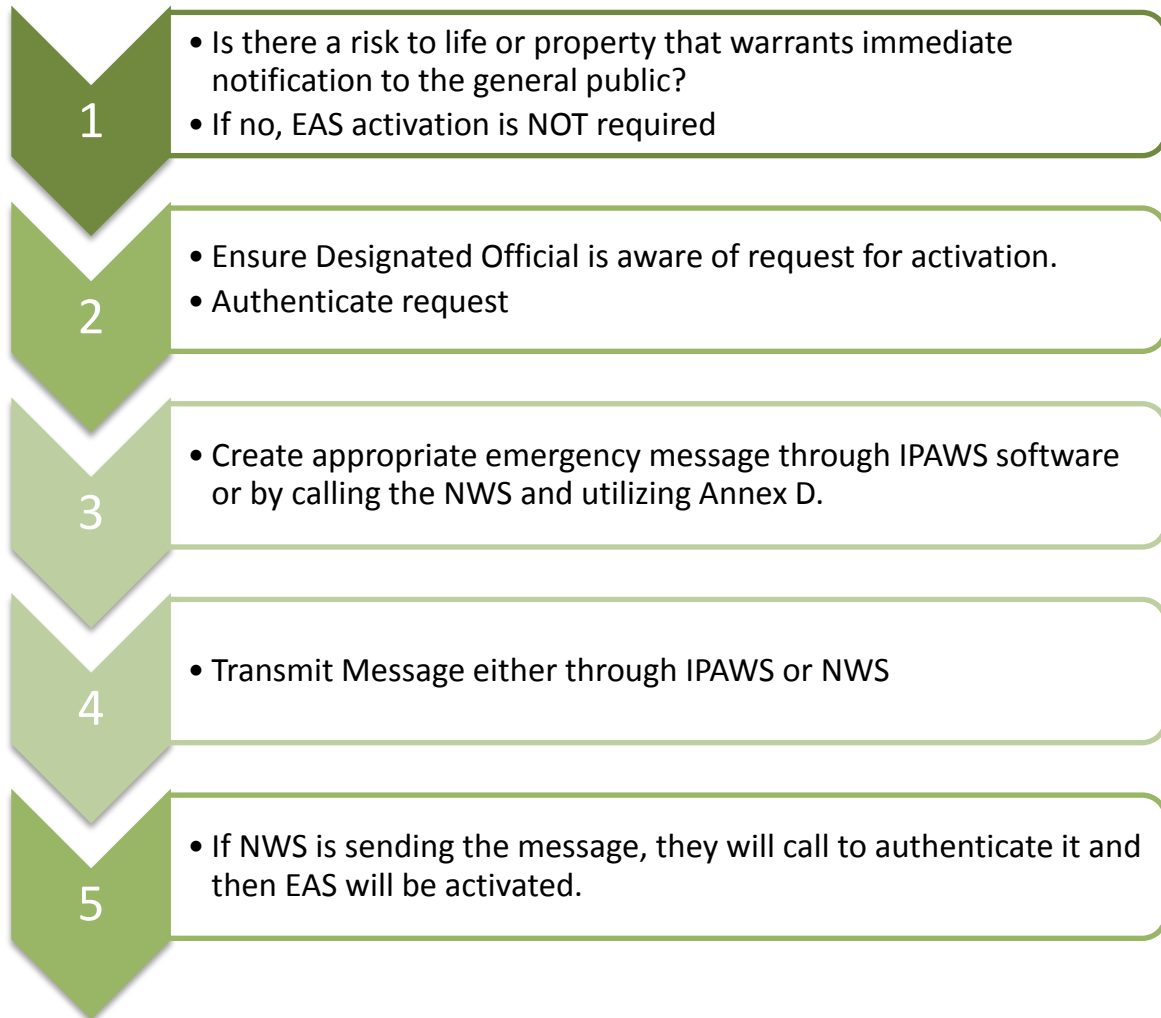 1
• Is there a risk to life or property that warrants immediate
notification to the general public?
• If no, EAS activation is NOT required
2
• Ensure Designated Official is aware of request for activation.
• Authenticate request
3
• Create appropriate emergency message through IPAWS software
or by calling the NWS and utilizing Annex D.
4
• Transmit Message either through IPAWS or NWS
5
• If NWS is sending the message, they will call to authenticate it and
then EAS will be activated.